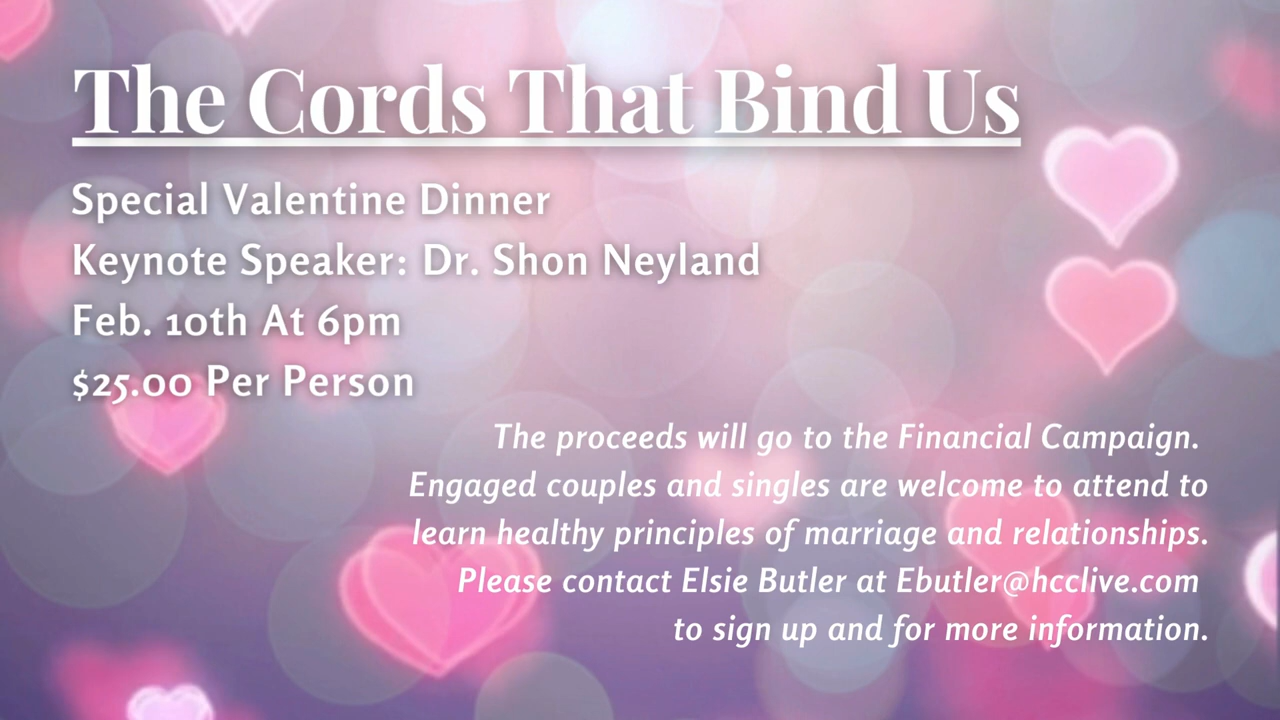 The Cords That Bind Us
Special Valentine Dinner
Keynote Speaker: Dr. Shon Neyland
Feb. 10th At 6pm
$25.00 Per Person
The proceeds will go to the Financial Campaign.
Engaged couples and singles are welcome to attend to
learn healthy principles of marriage and relationships.
Please contact Elsie Butler at Ebutler@hcclive.com
to sign up and for more information.